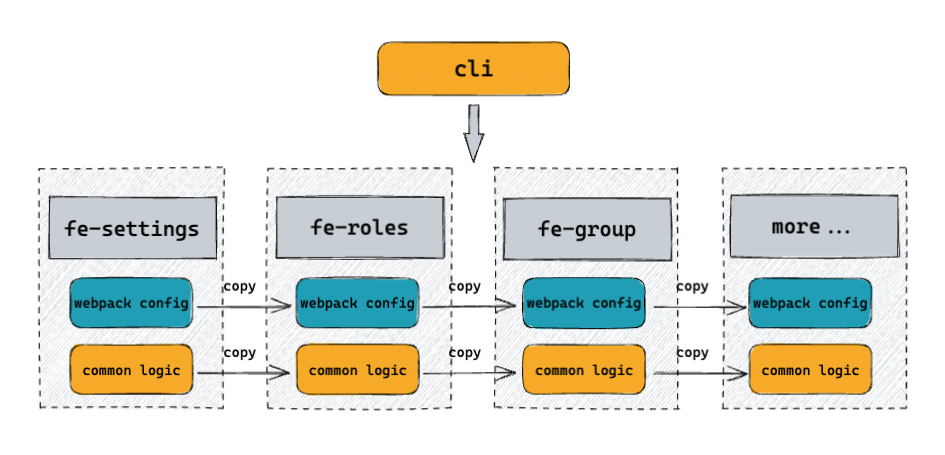 cli
fe-settings
fe-roles
fe-group
more ...
copy
copy
copy
webpack config
webpack config
webpack config
webpack config
copy
copy
copy
common logic
common logic
common logic
common logic